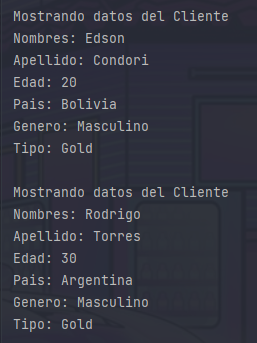 Mostrando datos del Cliente
Nombres: Edson
Apellido: Condori
Edad: 20
Pais: Bolivia
Genero: Masculino
Tipo: Gold
Mostrando datos del Cliente
Nombres: Rodrigo
Apellido: Torres
Edad: 30
Pais: Argentina
Genero: Masculino
Tipo: Gold